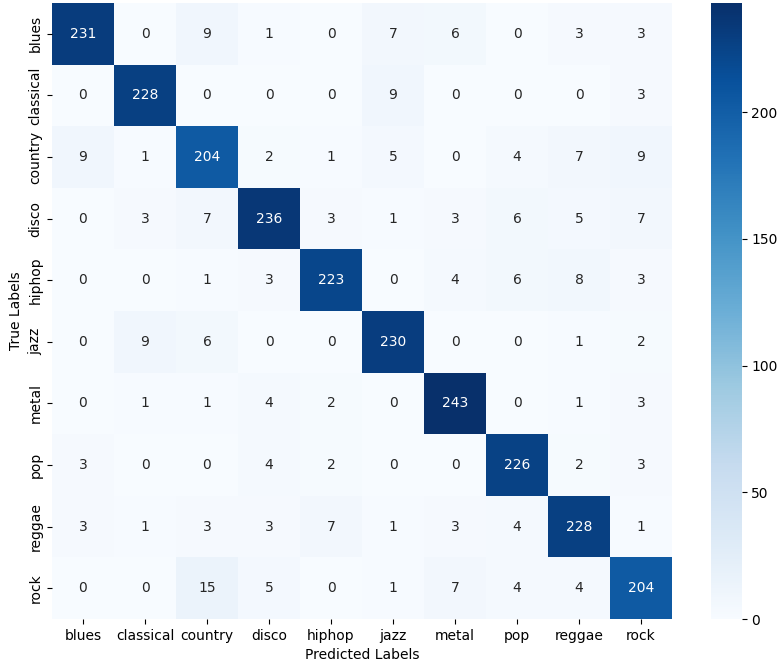 True Labels
blues 231 0 9 1 0 7 6 0 3 3
classical 0 228 0 0 0 9 0 0 0 3
country 9 1 204 2 1 5 0 4 7 9
disco 0 3 7 236 3 1 3 6 5 7
hiphop 0 0 1 3 223 0 4 6 8 3
jazz 0 9 6 0 0 230 0 0 1 2
metal 0 1 1 4 2 0 243 0 1 3
pop 3 0 0 4 2 0 0 226 2 3
reggae 3 1 3 3 7 1 3 4 228 1
rock 0 0 15 5 0 1 7 4 4 204
blues classical country disco hiphop jazz metal pop reggae rock
Predicted Labels
200
150
100
50
0